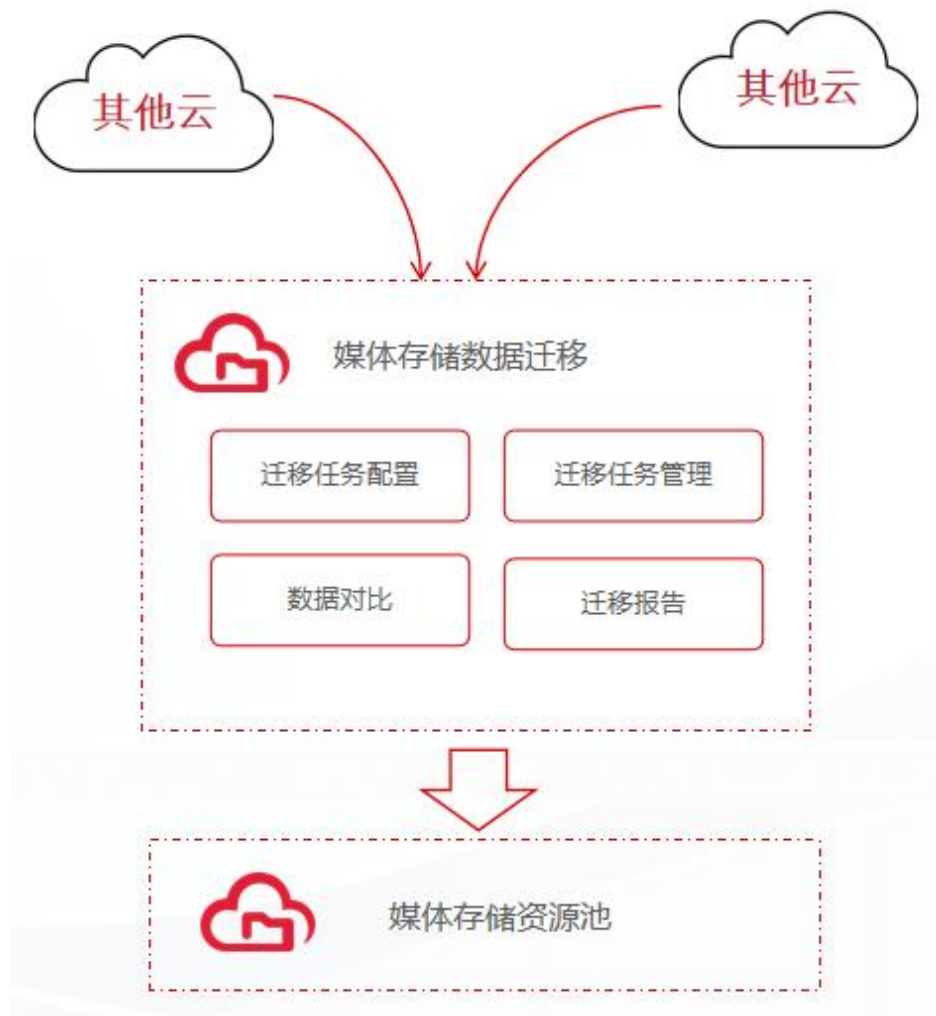 其他云
其他云
媒体存储数据迁移
迁移任务配置
迁移任务管理
数据对比
迁移报告
媒体存储资源池